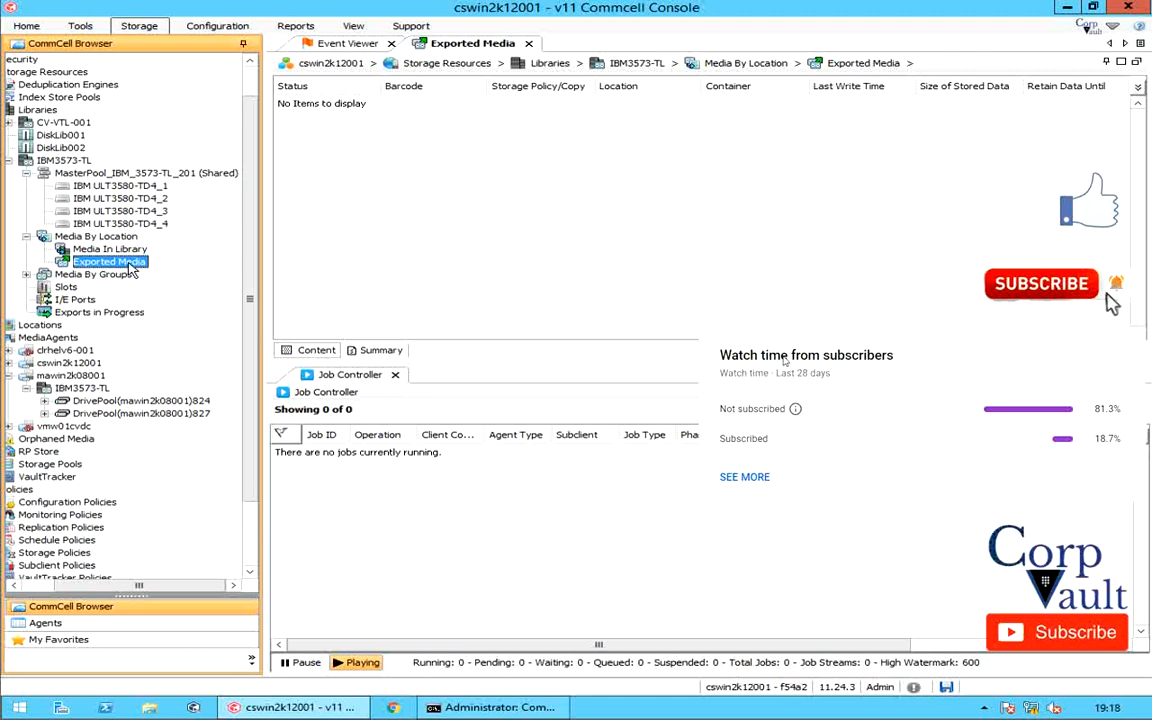 cswin2k12001 - v11 Commcell Console
Home Tools Storage Configuration Reports View Support
Corp Vault
CommCell Browser
Event Viewer Exported Media
cswin2k12001 > Storage Resources > Libraries > IBM3573-TL > Media By Location > Exported Media >
ecurity
torage Resources
Deduplication Engines
Index Store Pools
Libraries
CV-VTL-001
DiskLib001
DiskLib002
IBM3573-TL
MasterPool_IBM_3573-TL_201 (Shared)
IBM ULT3580-TD4_1
IBM ULT3580-TD4_2
IBM ULT3580-TD4_3
IBM ULT3580-TD4_4
Media By Location
Media In Library
Exported Media
Media By Groups
Slots
I/E Ports
Exports in Progress
Locations
MediaAgents
drhelv6-001
cswin2k12001
mawin2k08001
IBM3573-TL
DrivePool(mawin2k08001)824
DrivePool(mawin2k08001)827
vmw01cvdc
Orphaned Media
RP Store
Storage Pools
VaultTracker
olicies
Configuration Policies
Monitoring Policies
Replication Policies
Schedule Policies
Storage Policies
Subclient Policies
VaultTracker Policies
CommCell Browser
Agents
My Favorites
Status Barcode Storage Policy/Copy Location Container Last Write Time Size of Stored Data Retain Data Until
No Items to display
SUBSCRIBE
Content Summary
Watch time from subscribers
Watch time · Last 28 days
Not subscribed 81.3%
Subscribed 18.7%
SEE MORE
Job Controller
Job Controller
Showing 0 of 0
Job ID Operation Client Co... Agent Type Subclient Job Type Pha
There are no jobs currently running.
Corp Vault
Subscribe
Pause Playing Running: 0 - Pending: 0 - Waiting: 0 - Queued: 0 - Suspended: 0 - Total Jobs: 0 - Job Streams: 0 - High Watermark: 600
cswin2k12001 - f54a2 11.24.3 Admin
cswin2k12001 - v11 ... Administrator: Com... 19:18